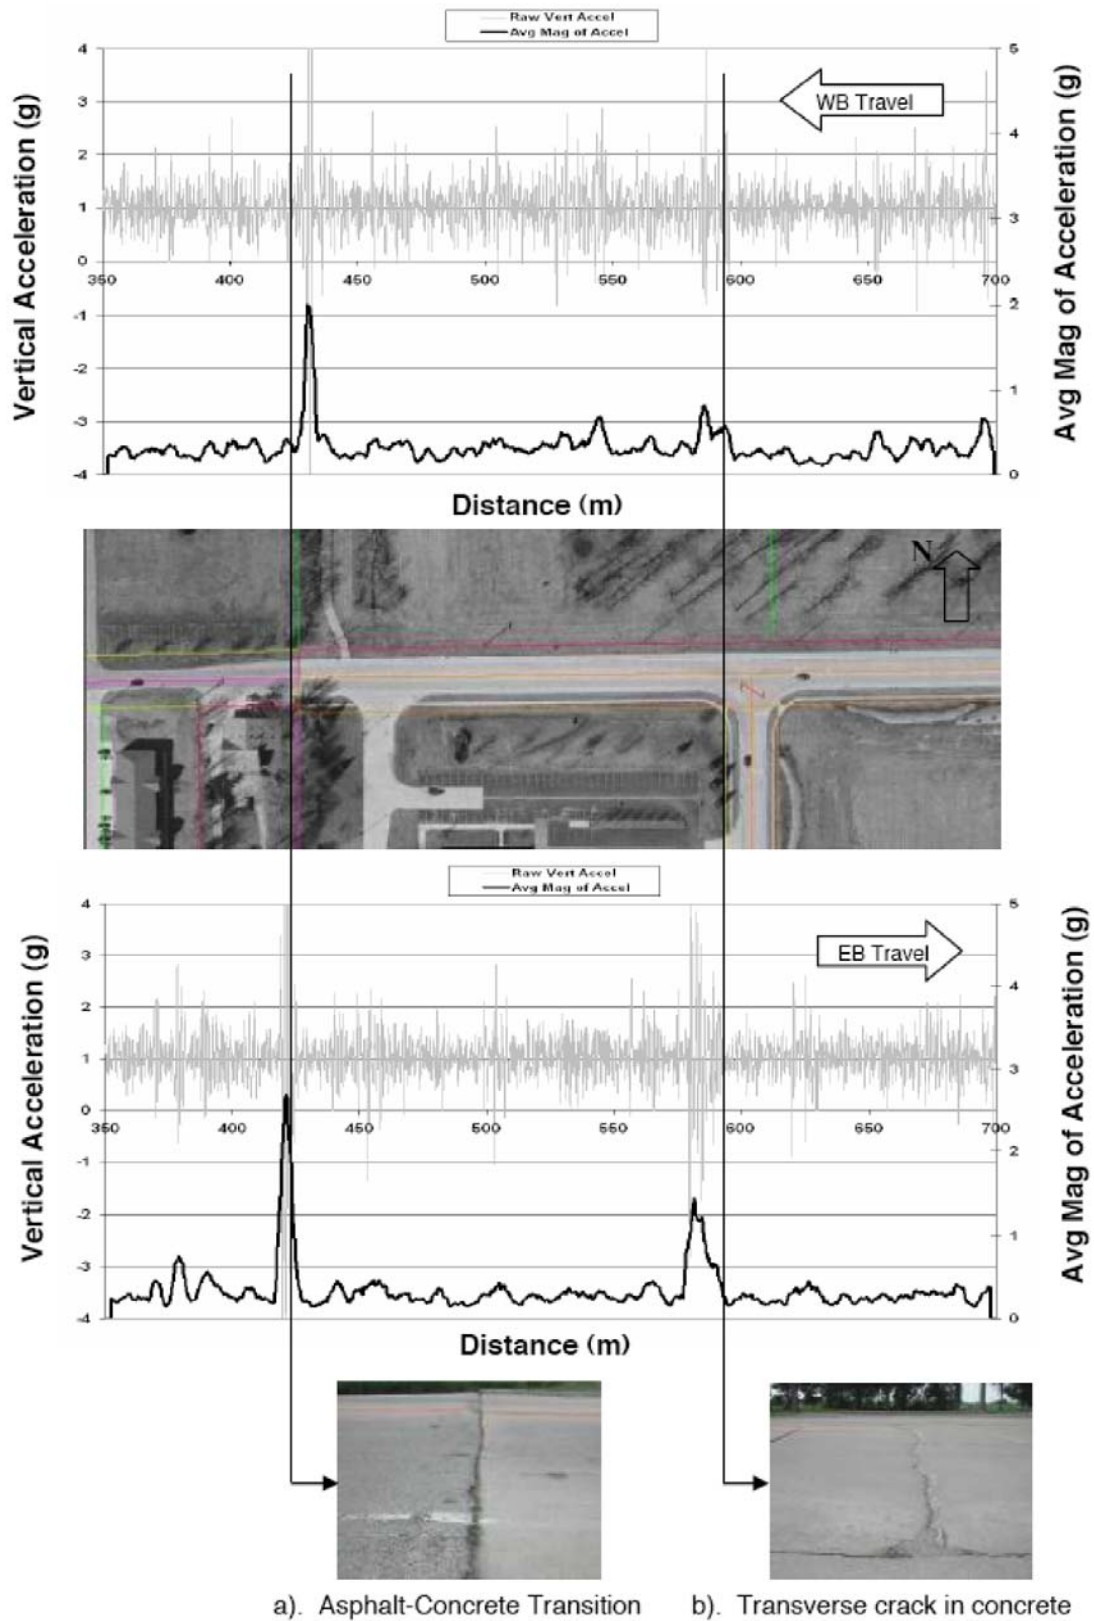 Raw Vert Accel
Avg Mag of Accel
4
3
2
1
0
-1
-2
-3
-4
Vertical Acceleration (g)
5
4
3
2
1
0
Avg Mag of Acceleration (g)
WB Travel
350 400 450 500 550 600 650 700
Distance (m)
N
Raw Vert Accel
Avg Mag of Accel
4
3
2
1
0
-1
-2
-3
-4
Vertical Acceleration (g)
5
4
3
2
1
0
Avg Mag of Acceleration (g)
EB Travel
350 400 450 500 550 600 650 700
Distance (m)
a). Asphalt-Concrete Transition
b). Transverse crack in concrete